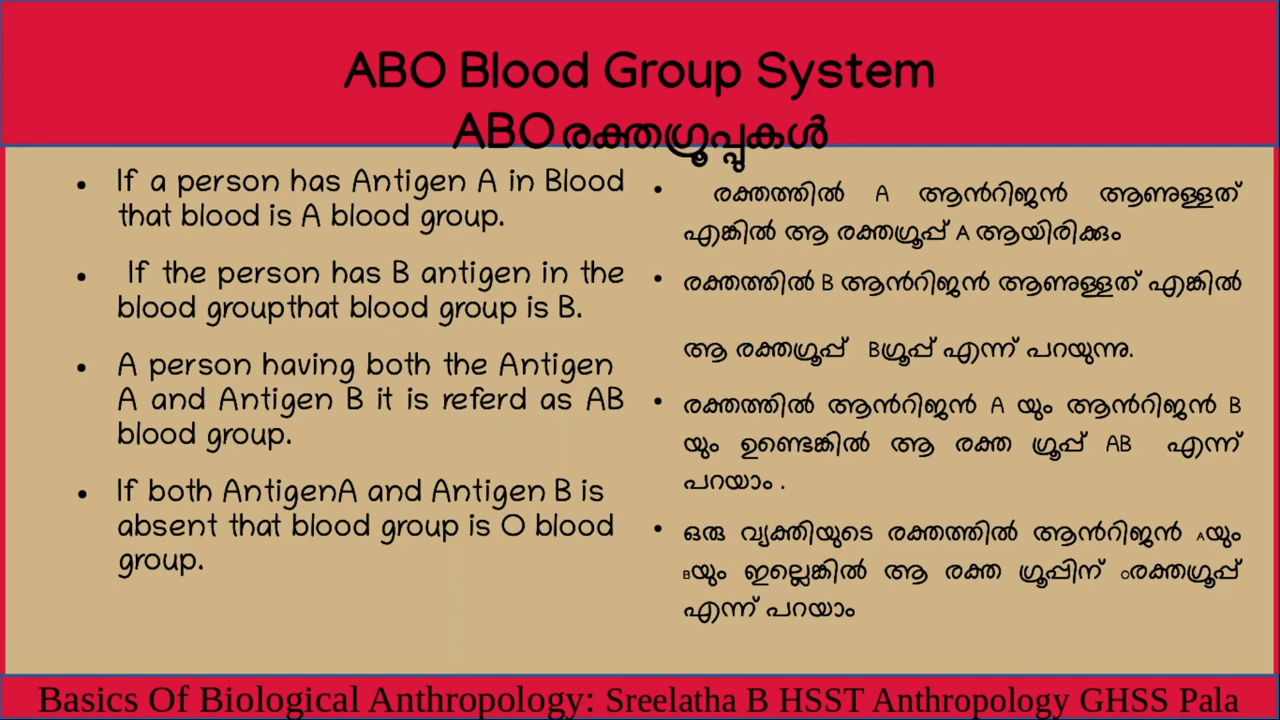 ABO Blood Group System
ABO രക്തഗ്രൂപ്പുകൾ
If a person has Antigen A in Blood
that blood is A blood group.
If the person has B antigen in the
blood groupthat blood group is B.
A person having both the Antigen
A and Antigen B it is referd as AB
blood group.
If both AntigenA and Antigen B is
absent that blood group is O blood
group.
രക്തത്തിൽ A ആൻറിജൻ ആണുള്ളത്
എങ്കിൽ ആ രക്തഗ്രൂപ്പ് A ആയിരിക്കും
രക്തത്തിൽ B ആൻറിജൻ ആണുള്ളത് എങ്കിൽ
ആ രക്തഗ്രൂപ്പ് Bഗ്രൂപ്പ് എന്ന് പറയുന്നു.
രക്തത്തിൽ ആൻറിജൻ A യും ആൻറിജൻ B
യും ഉണ്ടെങ്കിൽ ആ രക്ത ഗ്രൂപ്പ് AB എന്ന്
പറയാം .
ഒരു വ്യക്തിയുടെ രക്തത്തിൽ ആൻറിജൻ Aയും
Bയും ഇല്ലെങ്കിൽ ആ രക്ത ഗ്രൂപ്പിന് Oരക്തഗ്രൂപ്പ്
എന്ന് പറയാം
Basics Of Biological Anthropology: Sreelatha B HSST Anthropology GHSS Pala